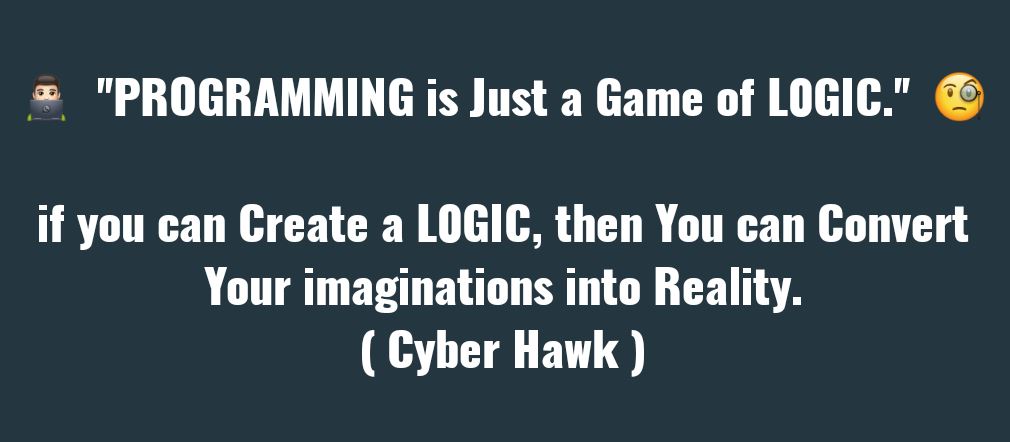 "PROGRAMMING is Just a Game of LOGIC."
if you can Create a LOGIC, then You can Convert
Your imaginations into Reality.
( Cyber Hawk )